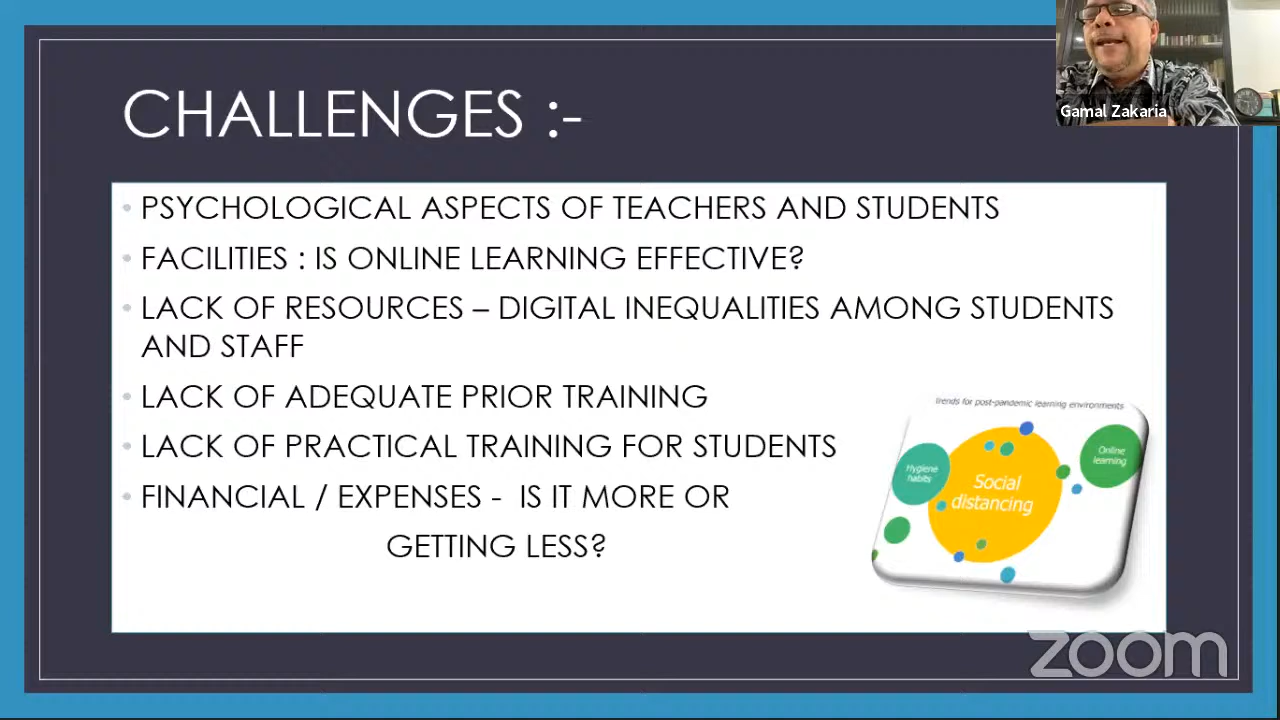 CHALLENGES :-
Gamal Zakaria
• PSYCHOLOGICAL ASPECTS OF TEACHERS AND STUDENTS
• FACILITIES : IS ONLINE LEARNING EFFECTIVE?
• LACK OF RESOURCES – DIGITAL INEQUALITIES AMONG STUDENTS
AND STAFF
• LACK OF ADEQUATE PRIOR TRAINING
• LACK OF PRACTICAL TRAINING FOR STUDENTS
• FINANCIAL / EXPENSES - IS IT MORE OR
GETTING LESS?
Trends for post-pandemic learning environments
Hygiene
habits
Social
distancing
Online
learning
zoom